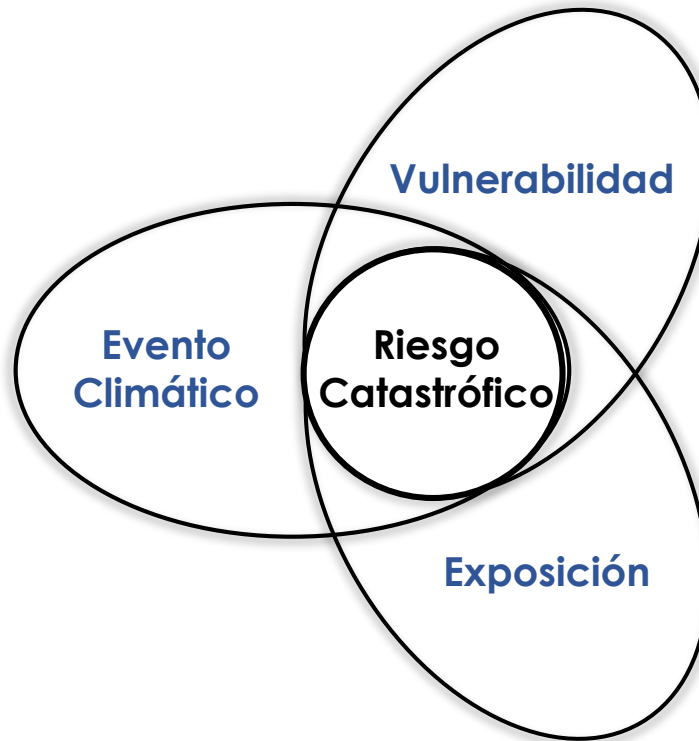 Vulnerabilidad
Evento
Climático
Riesgo
Catastrófico
Exposición